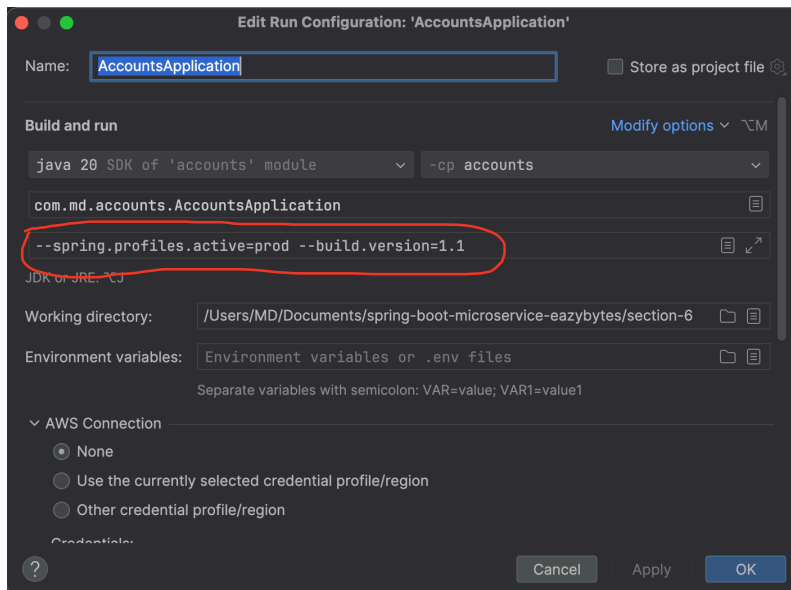 Edit Run Configuration: 'AccountsApplication'
Name: AccountsApplication Store as project file
Build and run Modify options ⌥M
java 20 SDK of 'accounts' module -cp accounts
com.md.accounts.AccountsApplication
--spring.profiles.active=prod --build.version=1.1
JDK or JRE: ⌥J
Working directory: /Users/MD/Documents/spring-boot-microservice-eazybytes/section-6
Environment variables: Environment variables or .env files
Separate variables with semicolon: VAR=value; VAR1=value1
AWS Connection
None
Use the currently selected credential profile/region
Other credential profile/region
Credentials:
? Cancel Apply OK